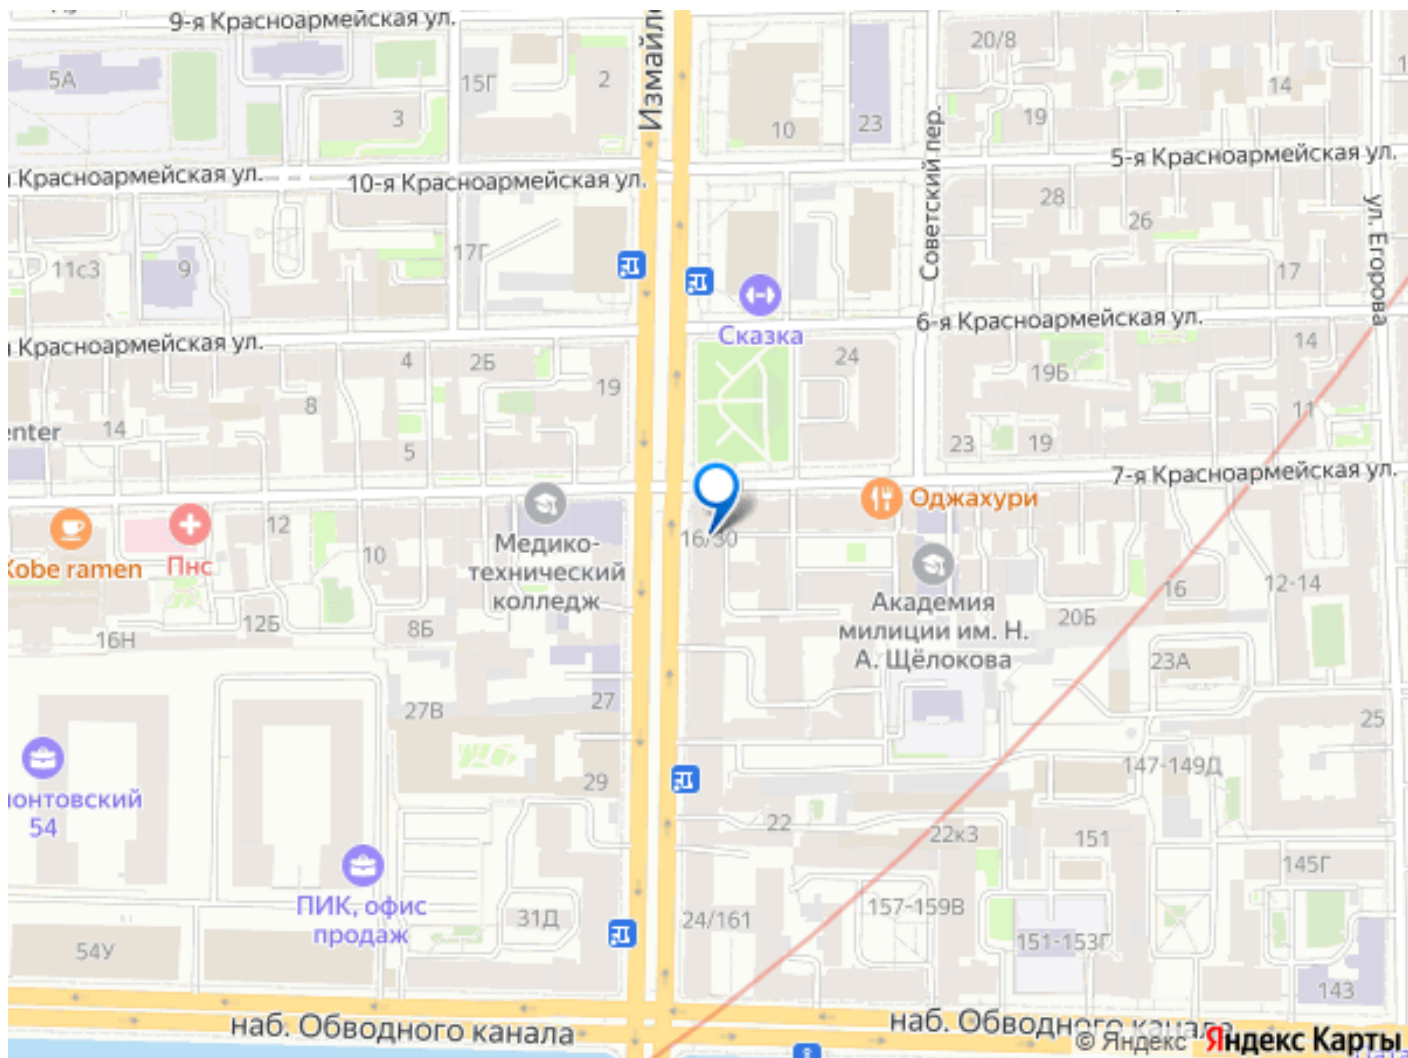 9-я Красноармейская ул.
5А
15Г
2
3
Измайло
10
23
20/8
14
19
Советский пер.
5-я Красноармейская ул.
Красноармейская ул.
10-я Красноармейская ул.
28
26
ул. Егорова
11с3
9
17Г
17
Сказка
6-я Красноармейская ул.
Красноармейская ул.
4
2Б
19
24
14
19Б
8
11
enter
14
5
23
19
7-я Красноармейская ул.
Оджахури
12
10
16/30
Kobe ramen
Пнс
Медико-
технический
колледж
Академия
милиции им. Н.
А. Щёлокова
12-14
16
20Б
16Н
12Б
8Б
23А
27В
27
25
29
147-149Д
онтовский
54
22
22к3
151
145Г
ПИК, офис
продаж
31Д
24/161
157-159В
151-153Г
54У
143
наб. Обводного канала
наб. Обводного канала
© Яндекс Яндекс Карты